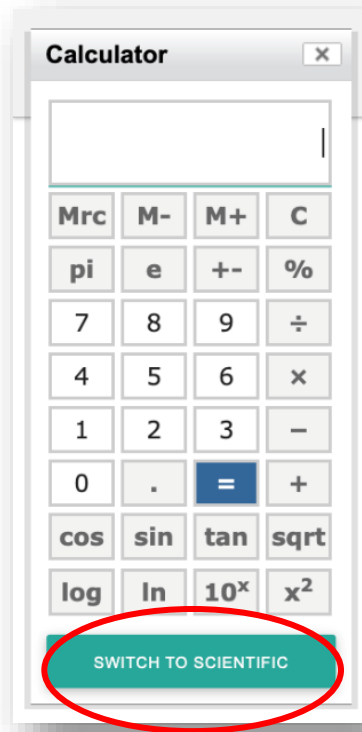 Calculator ×
Mrc M- M+ C
pi e +- %
7 8 9 ÷
4 5 6 ×
1 2 3 −
0 . = +
cos sin tan sqrt
log ln 10ˣ x²
SWITCH TO SCIENTIFIC